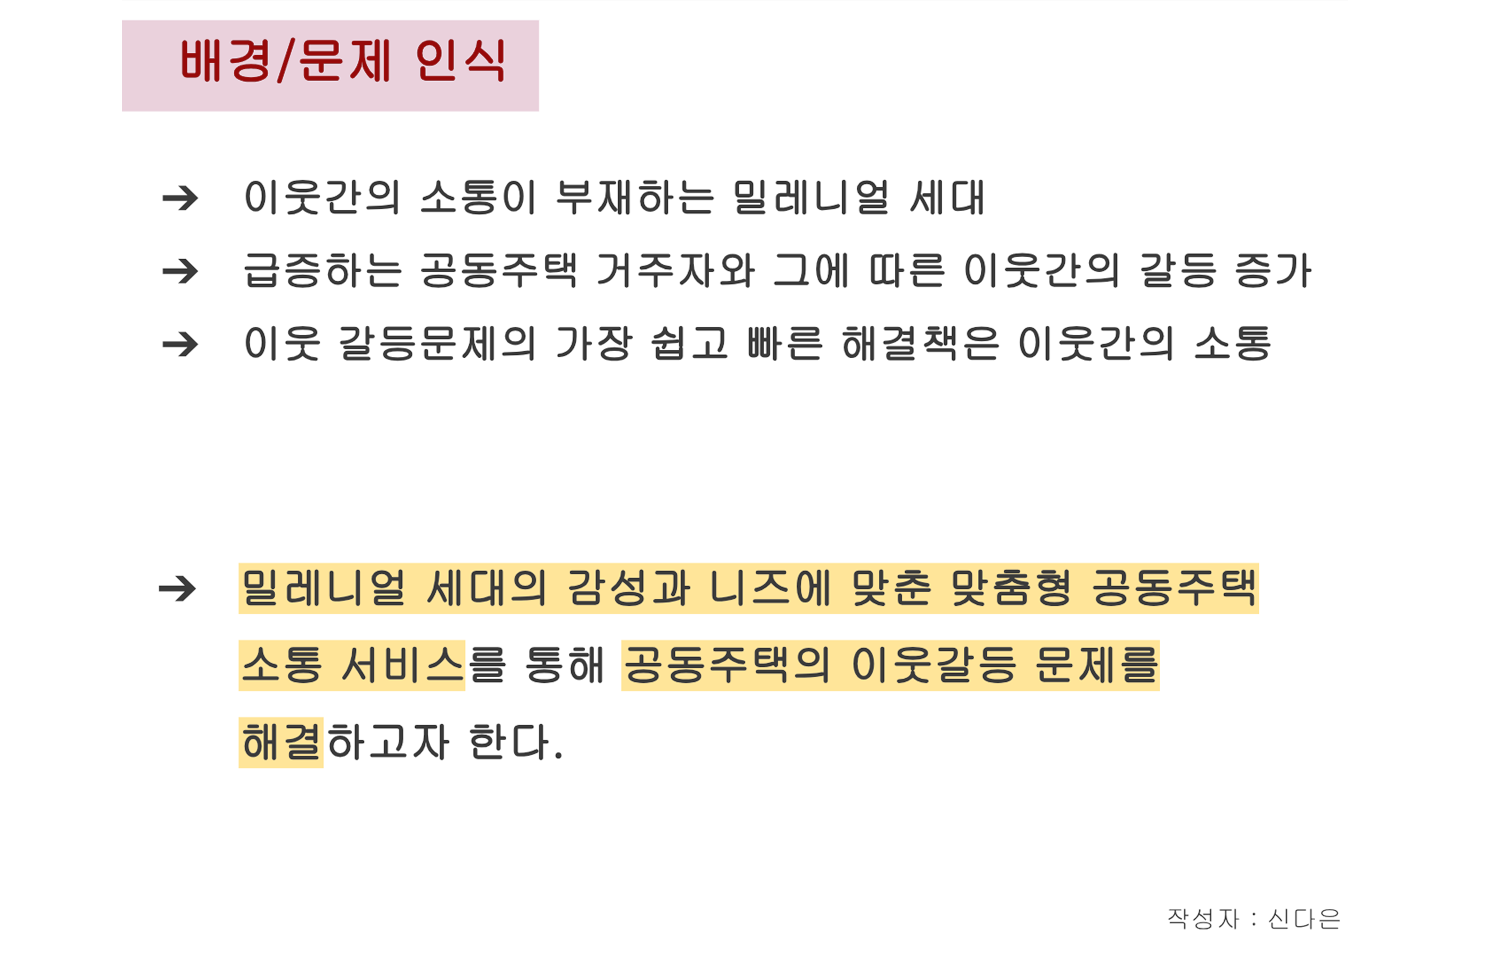 배경/문제 인식
➔ 이웃간의 소통이 부재하는 밀레니얼 세대
➔ 급증하는 공동주택 거주자와 그에 따른 이웃간의 갈등 증가
➔ 이웃 갈등문제의 가장 쉽고 빠른 해결책은 이웃간의 소통
➔ 밀레니얼 세대의 감성과 니즈에 맞춘 맞춤형 공동주택
소통 서비스를 통해 공동주택의 이웃갈등 문제를
해결하고자 한다.
작성자 : 신다은